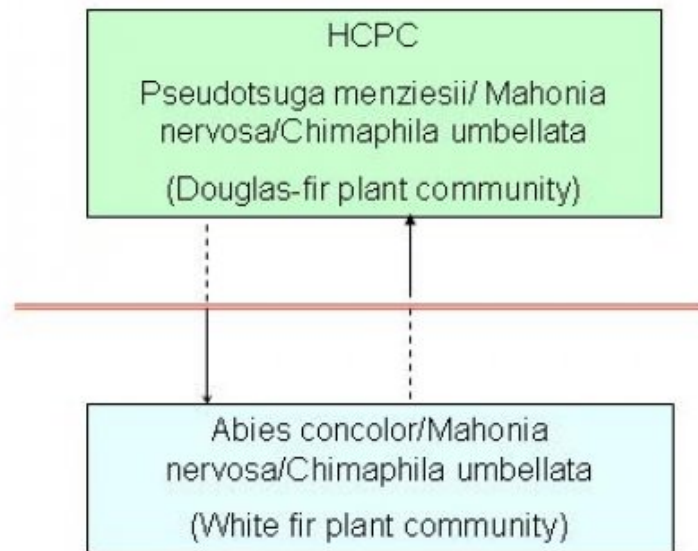 HCPC
Pseudotsuga menziesii/ Mahonia
nervosa/Chimaphila umbellata
(Douglas-fir plant community)
Abies concolor/Mahonia
nervosa/Chimaphila umbellata
(White fir plant community)